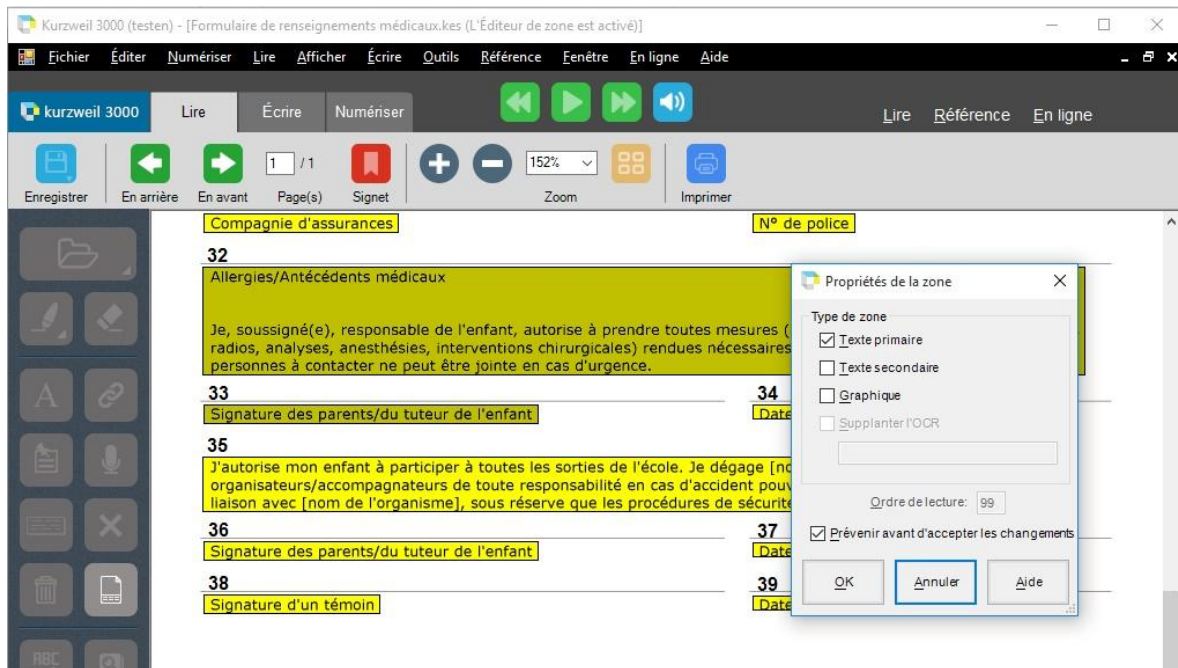 Kurzweil 3000 (testen) - [Formulaire de renseignements médicaux.kes (L'Éditeur de zone est activé)]
Fichier Éditer Numériser Lire Afficher Écrire Outils Référence Fenêtre En ligne Aide
kurzweil 3000 Lire Écrire Numériser Lire Référence En ligne
1 / 1 152%
Enregistrer En arrière En avant Page(s) Signet Zoom Imprimer
Compagnie d'assurances N° de police
32
Allergies/Antécédents médicaux
Je, soussigné(e), responsable de l'enfant, autorise à prendre toutes mesures (
radios, analyses, anesthésies, interventions chirurgicales) rendues nécessaires
personnes à contacter ne peut être jointe en cas d'urgence.
33 34
Signature des parents/du tuteur de l'enfant Date
35
J'autorise mon enfant à participer à toutes les sorties de l'école. Je dégage [no
organisateurs/accompagnateurs de toute responsabilité en cas d'accident pouv
liaison avec [nom de l'organisme], sous réserve que les procédures de sécurité
36 37
Signature des parents/du tuteur de l'enfant Date
38 39
Signature d'un témoin Date
Propriétés de la zone
Type de zone
Texte primaire
Texte secondaire
Graphique
Supplanter l'OCR
Ordre de lecture: 99
Prévenir avant d'accepter les changements
OK Annuler Aide
A
ABC